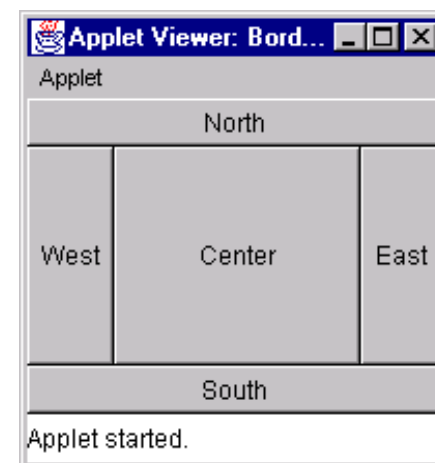 Applet Viewer: Bord...
Applet
North
West Center East
South
Applet started.